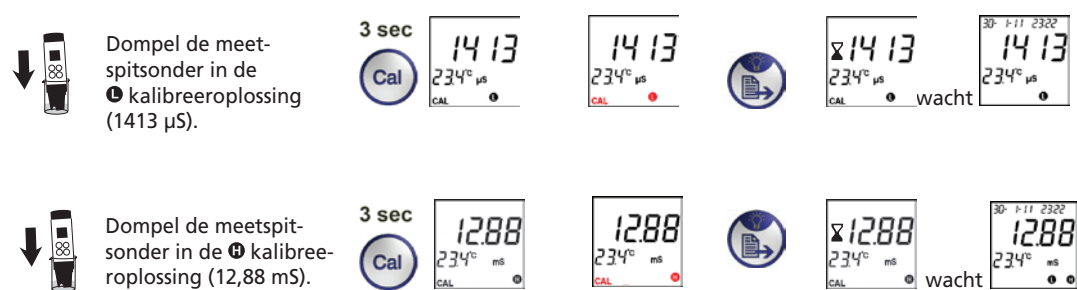 3 sec
Dompel de meet-
spitsonder in de
L kalibreeroplossing
(1413 µS).
Cal
1413
23.4°C µS
CAL L
1413
23.4°C µS
CAL L
1413
23.4°C µS
CAL L
wacht
30- 1-11 23:22
1413
23.4°C µS
L
3 sec
Dompel de meetspit-
sonder in de H kalibree-
roplossing (12,88 mS).
Cal
12.88
23.4°C mS
CAL H
12.88
23.4°C mS
CAL H
12.88
23.4°C mS
CAL H
wacht
30- 1-11 23:22
12.88
23.4°C mS
L H